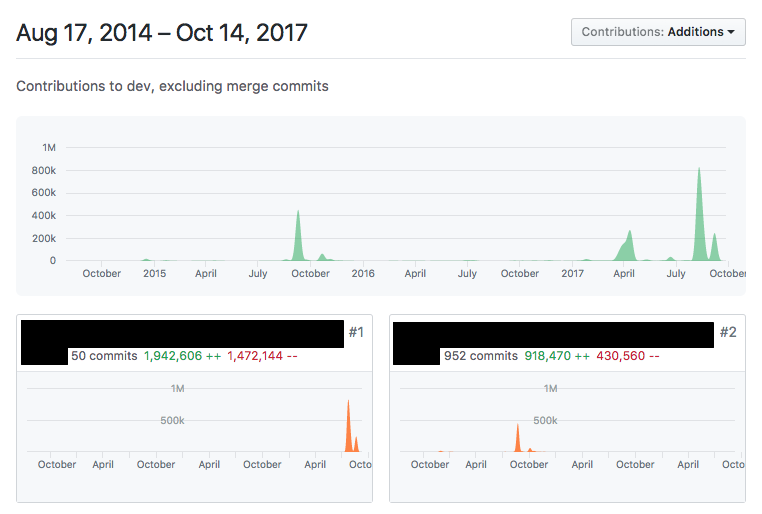 Aug 17, 2014 – Oct 14, 2017
Contributions: Additions
Contributions to dev, excluding merge commits
1M
800k
600k
400k
200k
0
October 2015 April July October 2016 April July October 2017 April July October
#1
50 commits 1,942,606 ++ 1,472,144 --
1M
500k
October April October April October April Octo
#2
952 commits 918,470 ++ 430,560 --
1M
500k
October April October April October April Octo